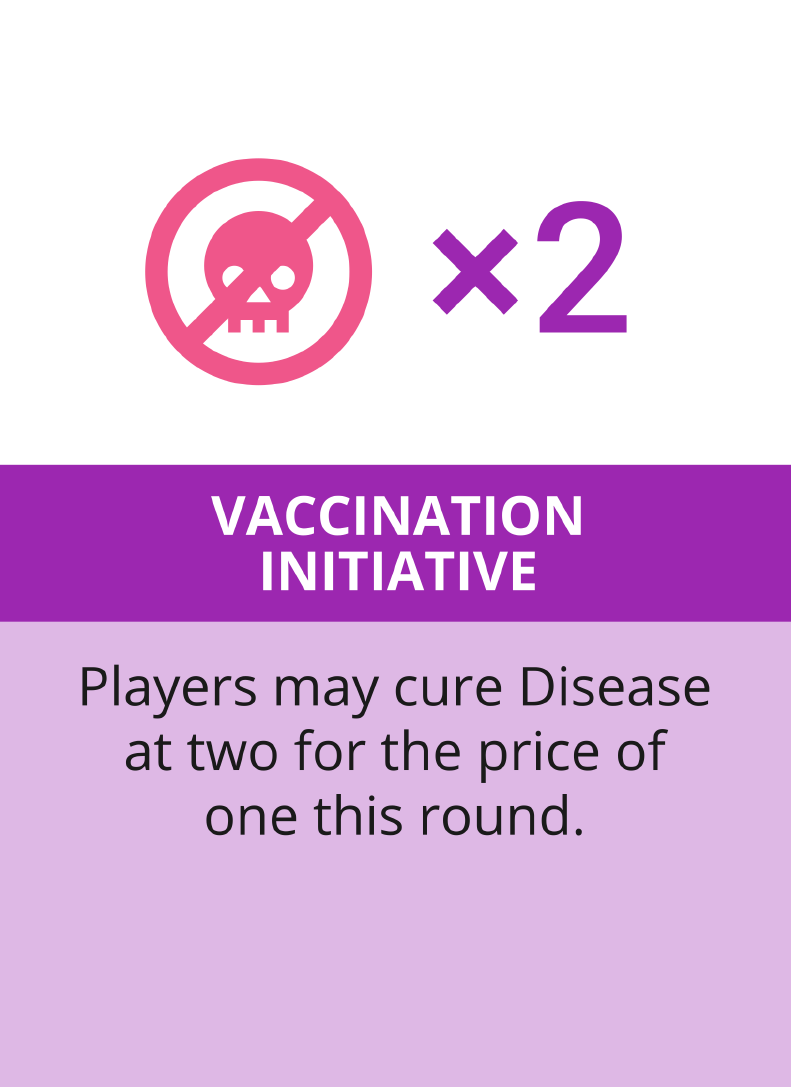 ×2
VACCINATION
INITIATIVE
Players may cure Disease
at two for the price of
one this round.